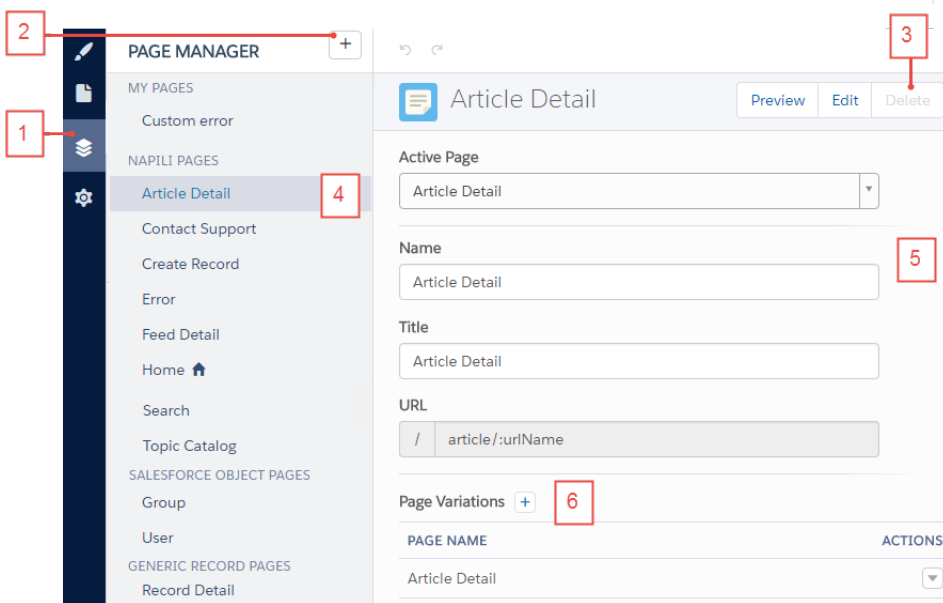 2
3
PAGE MANAGER +
MY PAGES
Article Detail
Preview Edit Delete
Custom error
1
NAPILI PAGES
Active Page
Article Detail
4
Article Detail
Contact Support
Create Record
Name
5
Article Detail
Error
Feed Detail
Title
Home
Article Detail
Search
URL
/ article/:urlName
Topic Catalog
SALESFORCE OBJECT PAGES
Group
Page Variations + 6
User
PAGE NAME ACTIONS
GENERIC RECORD PAGES
Article Detail
Record Detail